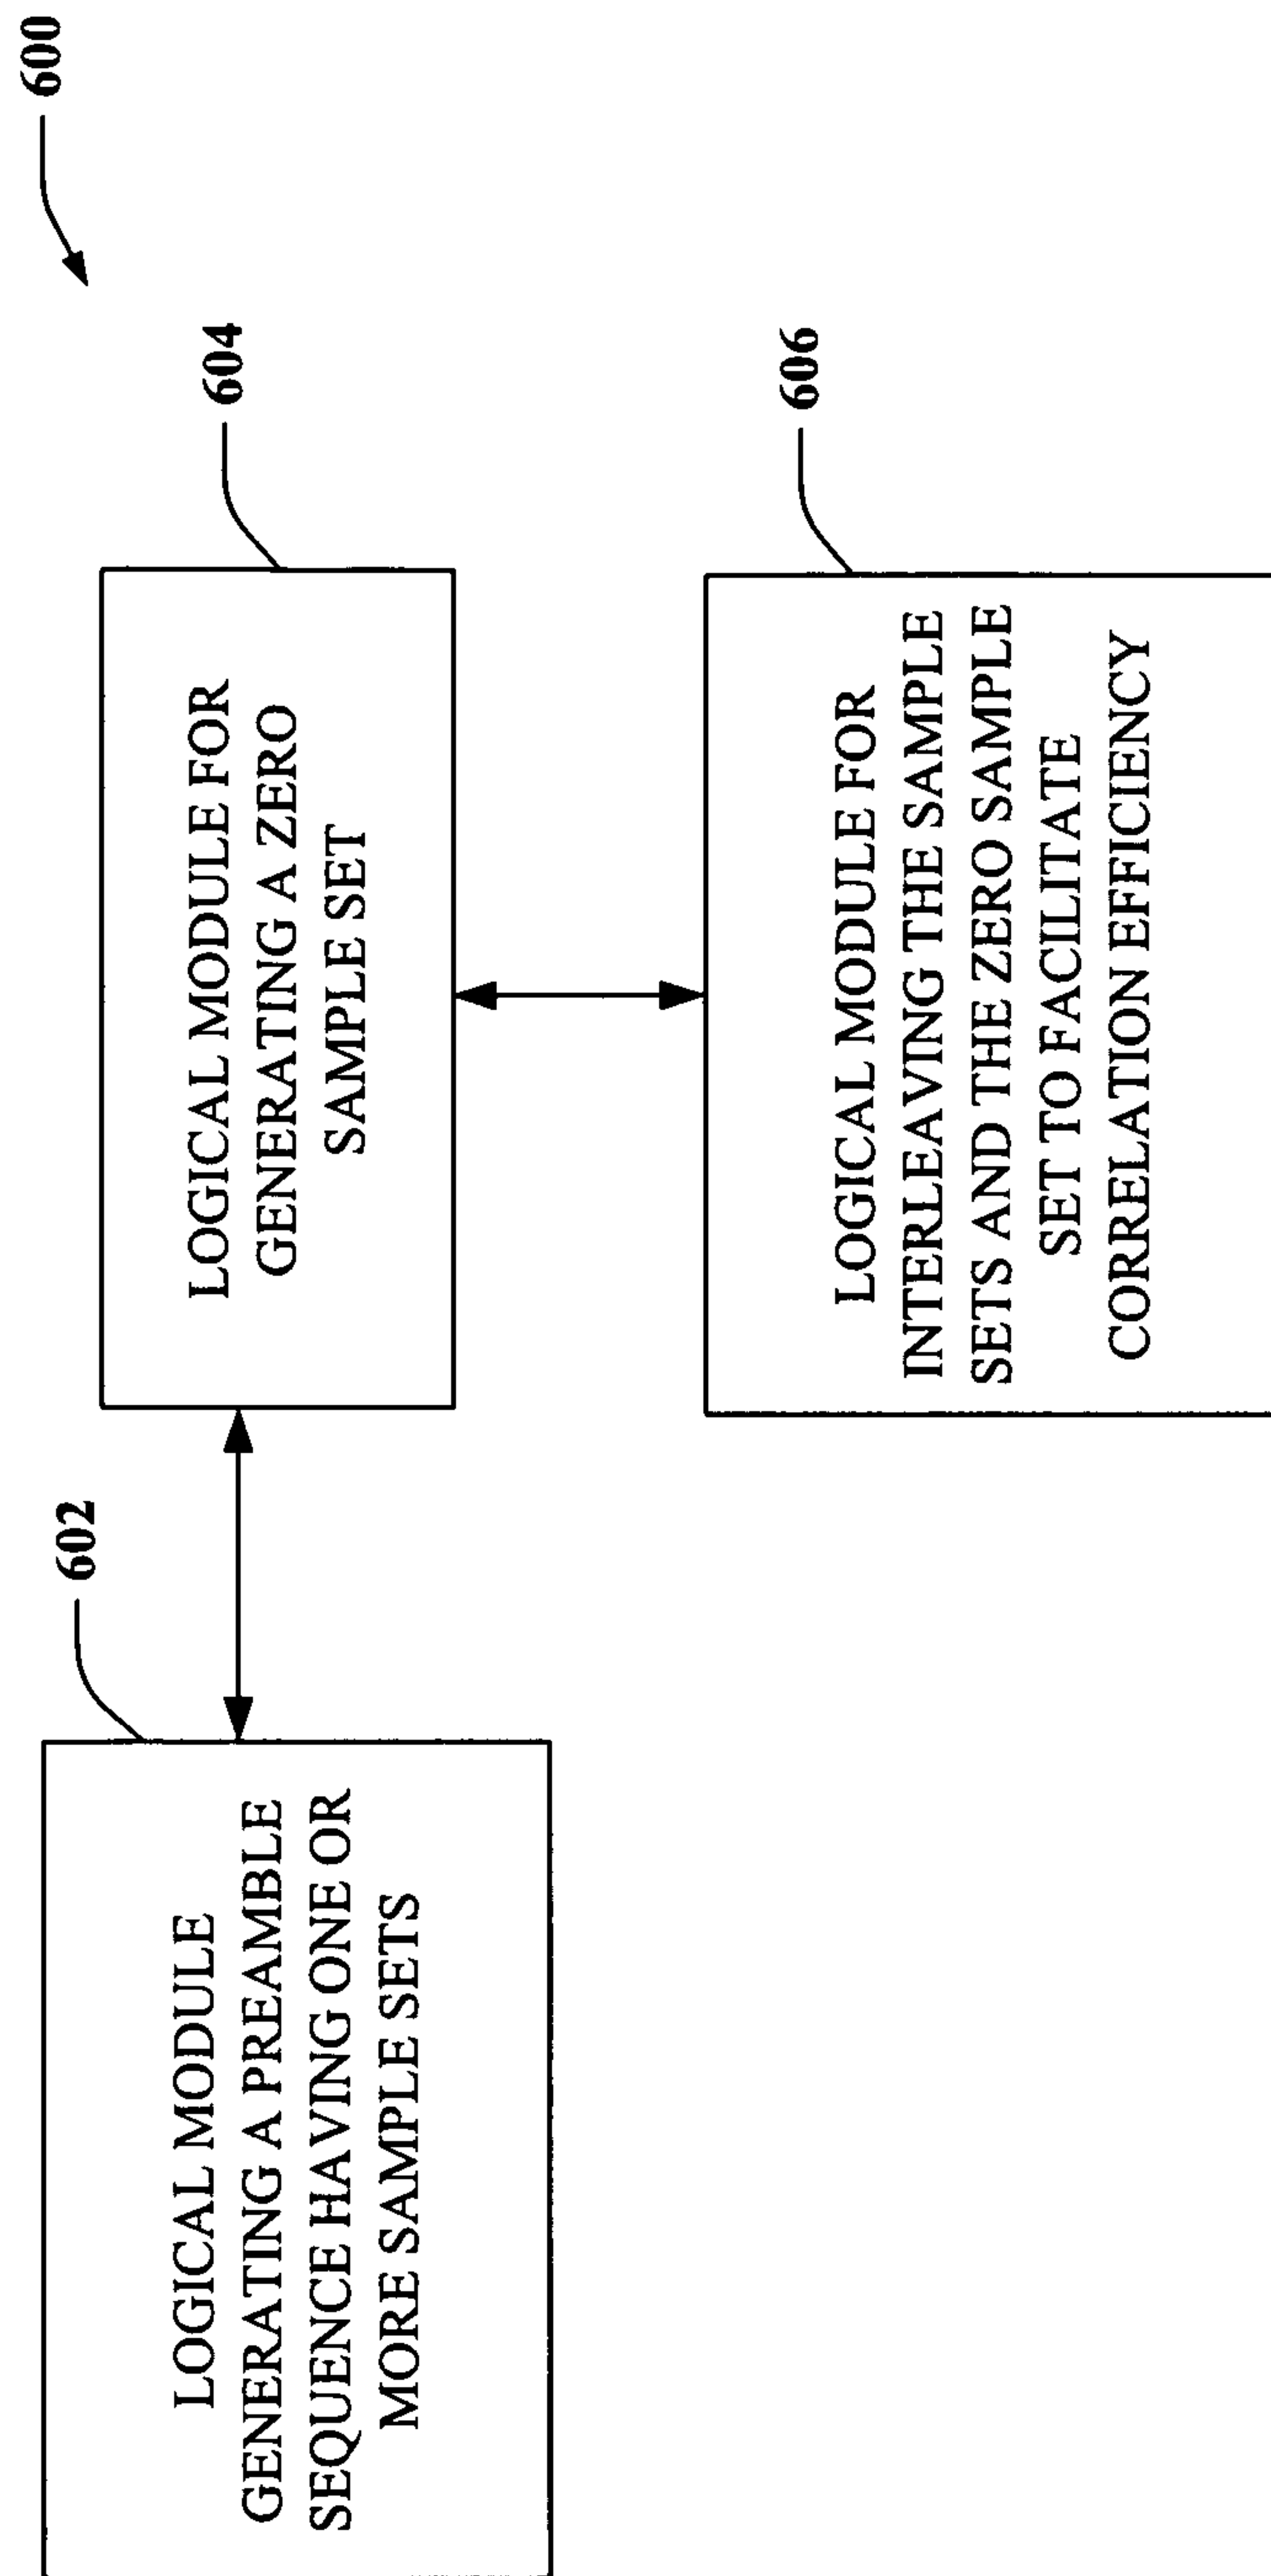 600
602
LOGICAL MODULE
GENERATING A PREAMBLE
SEQUENCE HAVING ONE OR
MORE SAMPLE SETS
604
LOGICAL MODULE FOR
GENERATING A ZERO
SAMPLE SET
606
LOGICAL MODULE FOR
INTERLEAVING THE SAMPLE
SETS AND THE ZERO SAMPLE
SET TO FACILITATE
CORRELATION EFFICIENCY